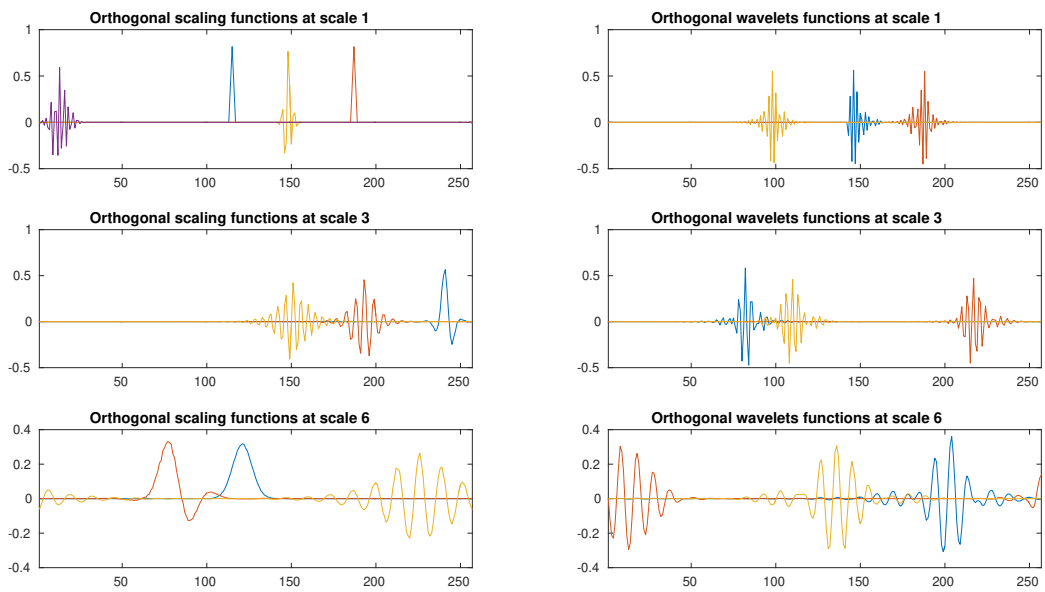 Orthogonal scaling functions at scale 1
1
0.5
0
-0.5
50 100 150 200 250
Orthogonal wavelets functions at scale 1
1
0.5
0
-0.5
50 100 150 200 250
Orthogonal scaling functions at scale 3
1
0.5
0
-0.5
50 100 150 200 250
Orthogonal wavelets functions at scale 3
1
0.5
0
-0.5
50 100 150 200 250
Orthogonal scaling functions at scale 6
0.4
0.2
0
-0.2
-0.4
50 100 150 200 250
Orthogonal wavelets functions at scale 6
0.4
0.2
0
-0.2
-0.4
50 100 150 200 250